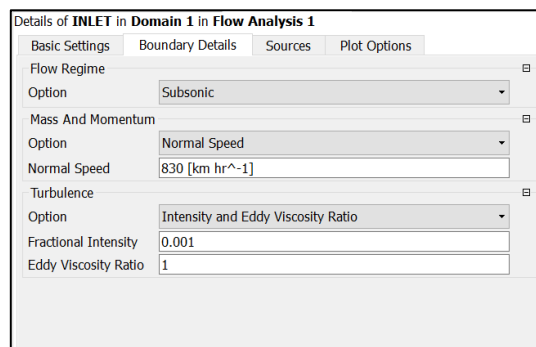 Details of INLET in Domain 1 in Flow Analysis 1
Basic Settings Boundary Details Sources Plot Options
Flow Regime
Option Subsonic
Mass And Momentum
Option Normal Speed
Normal Speed 830 [km hr^-1]
Turbulence
Option Intensity and Eddy Viscosity Ratio
Fractional Intensity 0.001
Eddy Viscosity Ratio 1